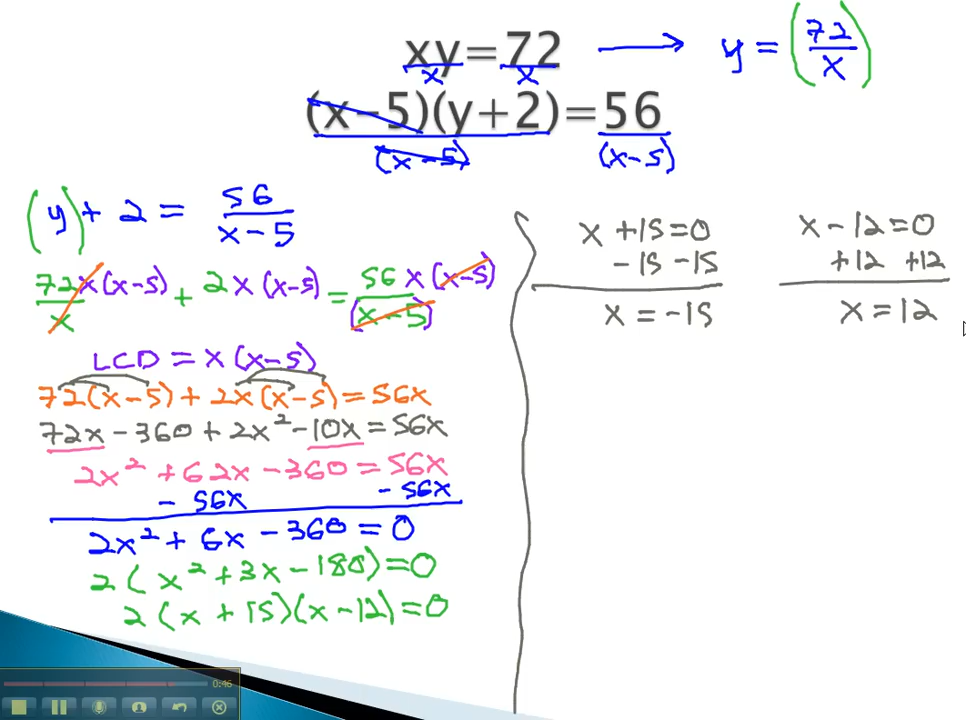 xy=72 → y = (72/x)
x x
(x−5)(y+2)=56
(x−5) (x−5)
(y) + 2 = 56/(x−5)
72x(x−5)/x + 2x(x−5) = 56x(x−5)/(x−5)
LCD = x(x−5)
72(x−5) + 2x(x−5) = 56x
72x − 360 + 2x² − 10x = 56x
2x² + 62x − 360 = 56x
− 56x − 56x
2x² + 6x − 360 = 0
2(x² + 3x − 180) = 0
2(x + 15)(x − 12) = 0
x + 15 = 0
− 15 − 15
x = −15
x − 12 = 0
+12 +12
x = 12
0:46